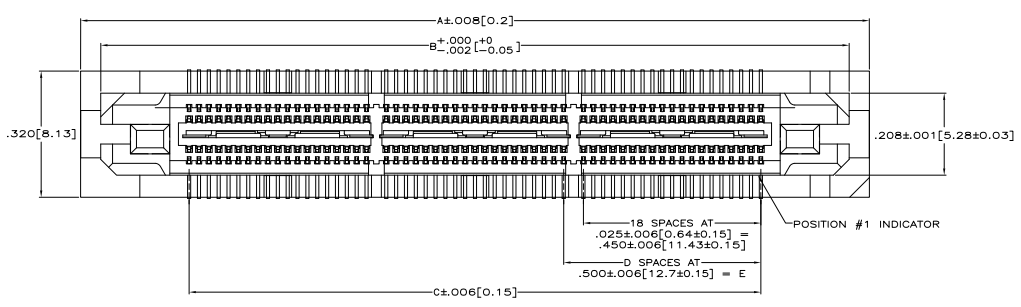 A±.008[0.2]
B+.000 -.002[+0 -0.05]
.320[8.13]
.208±.001[5.28±0.03]
POSITION #1 INDICATOR
18 SPACES AT
.025±.006[0.64±0.15] =
.450±.006[11.43±0.15]
D SPACES AT
.500±.006[12.7±0.15] = E
C±.006[0.15]